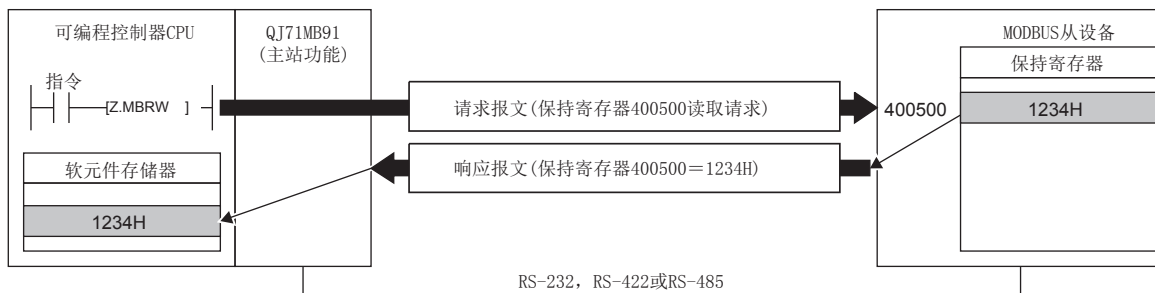 可编程控制器CPU
QJ71MB91
(主站功能)
MODBUS从设备
保持寄存器
指令
[Z.MBRW ]
请求报文(保持寄存器400500读取请求)
400500
1234H
软元件存储器
响应报文(保持寄存器400500＝1234H)
1234H
RS-232，RS-422或RS-485